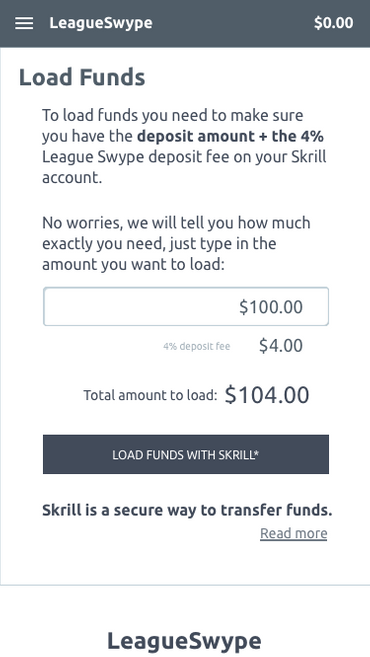 LeagueSwype $0.00
Load Funds
To load funds you need to make sure
you have the deposit amount + the 4%
League Swype deposit fee on your Skrill
account.
No worries, we will tell you how much
exactly you need, just type in the
amount you want to load:
$100.00
4% deposit fee $4.00
Total amount to load: $104.00
LOAD FUNDS WITH SKRILL*
Skrill is a secure way to transfer funds.
Read more
LeagueSwype